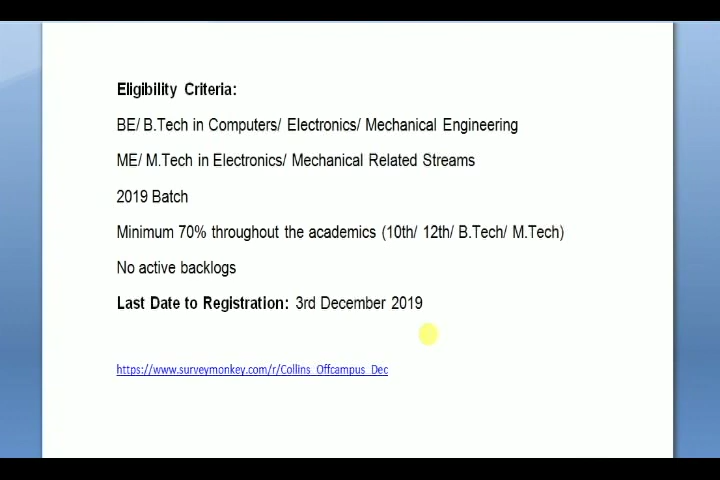 Eligibility Criteria:
BE/ B.Tech in Computers/ Electronics/ Mechanical Engineering
ME/ M.Tech in Electronics/ Mechanical Related Streams
2019 Batch
Minimum 70% throughout the academics (10th/ 12th/ B.Tech/ M.Tech)
No active backlogs
Last Date to Registration: 3rd December 2019
https://www.surveymonkey.com/r/Collins_Offcampus_Dec